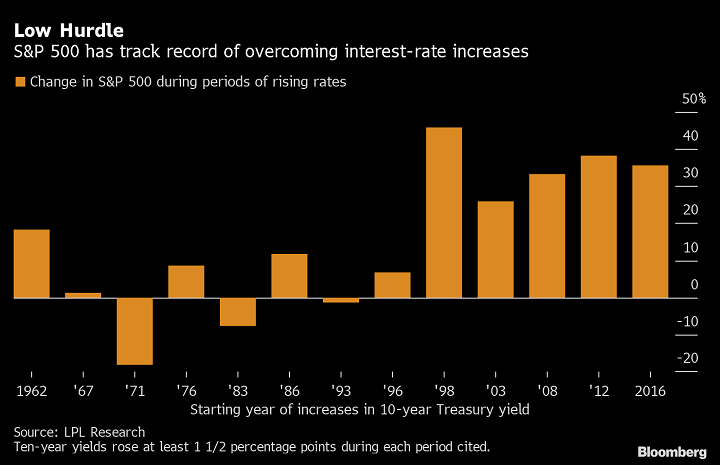 Low Hurdle
S&P 500 has track record of overcoming interest-rate increases
Change in S&P 500 during periods of rising rates
50%
40
30
20
10
0
-10
-20
1962 '67 '71 '76 '83 '86 '93 '96 '98 '03 '08 '12 2016
Starting year of increases in 10-year Treasury yield
Source: LPL Research
Ten-year yields rose at least 1 1/2 percentage points during each period cited.
Bloomberg